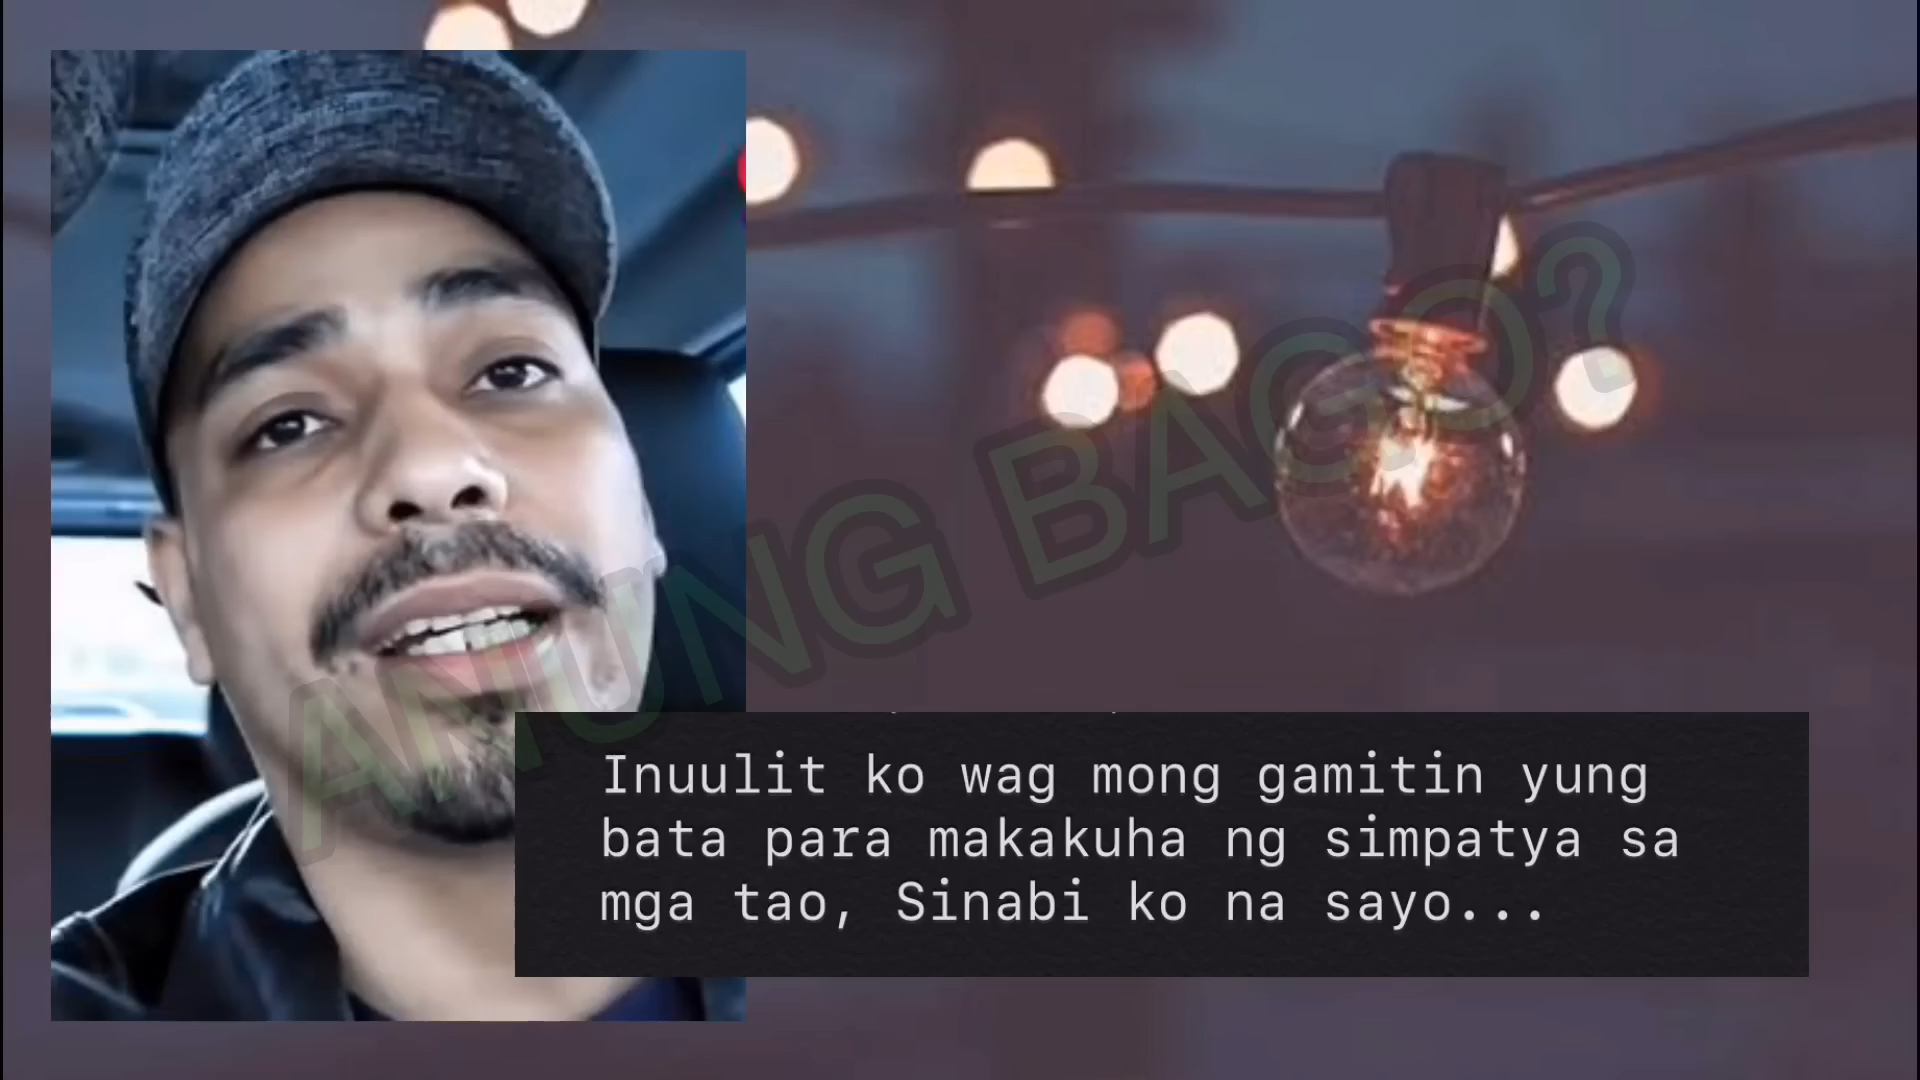 ANUNG BAGO?
Inuulit ko wag mong gamitin yung
bata para makakuha ng simpatya sa
mga tao, Sinabi ko na sayo...